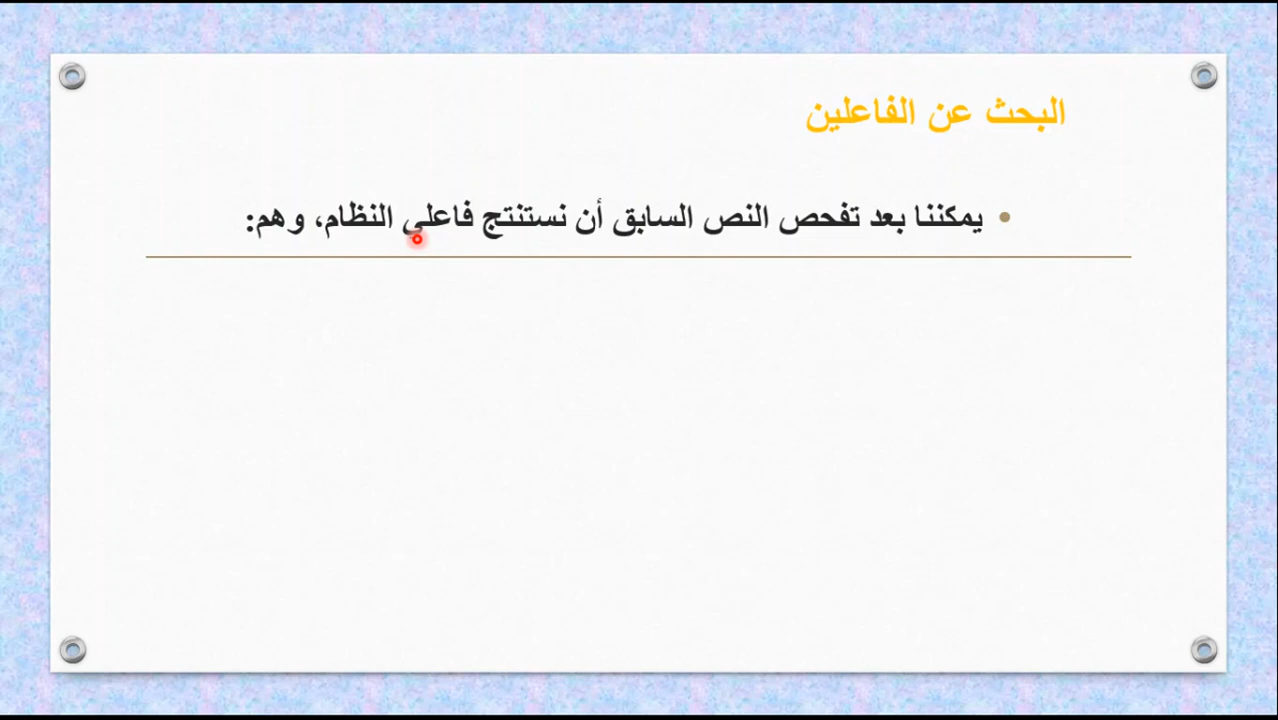 البحث عن الفاعلين
• يمكننا بعد تفحص النص السابق أن نستنتج فاعلي النظام، وهم: